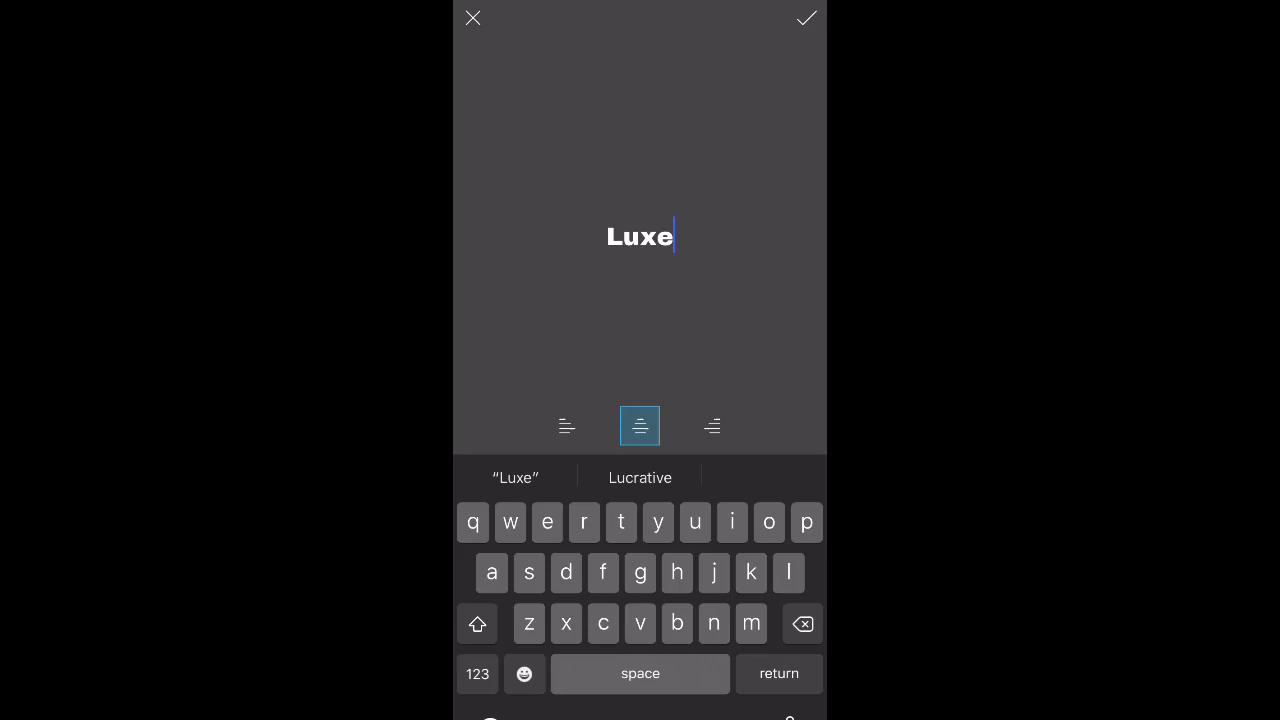 Luxe
“Luxe” Lucrative
q w e r t y u i o p
a s d f g h j k l
z x c v b n m
123 space return